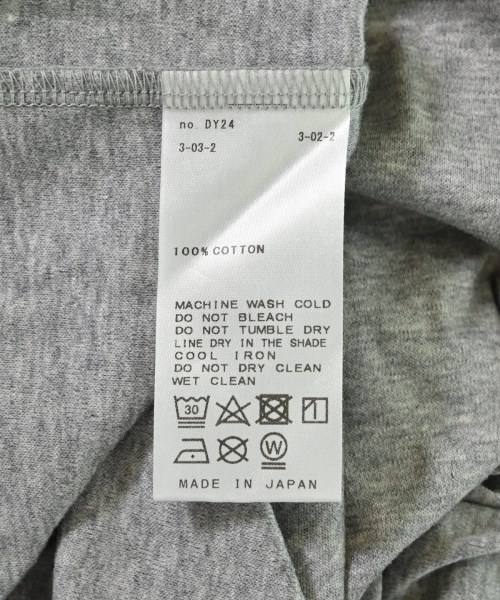 no. DY24
3-03-2
3-02-2
100% COTTON
MACHINE WASH COLD
DO NOT BLEACH
DO NOT TUMBLE DRY
LINE DRY IN THE SHADE
COOL IRON
DO NOT DRY CLEAN
WET CLEAN
30
W
MADE IN JAPAN